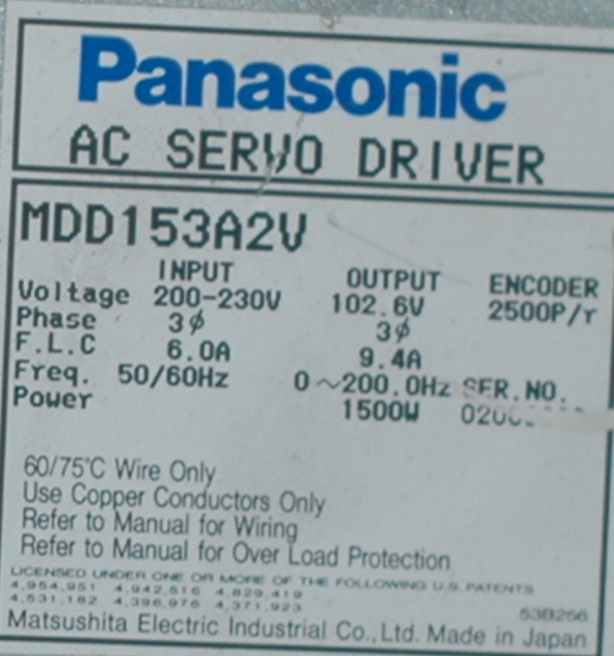 Panasonic
AC SERVO DRIVER
MDD153A2V
INPUT OUTPUT ENCODER
Voltage 200-230V 102.6V 2500P/r
Phase 3ϕ 3ϕ
F.L.C 6.0A 9.4A
Freq. 50/60Hz 0~200.0Hz SER.NO.
Power 1500W
60/75°C Wire Only
Use Copper Conductors Only
Refer to Manual for Wiring
Refer to Manual for Over Load Protection
LICENSED UNDER ONE OR MORE OF THE FOLLOWING U.S. PATENTS
4,954,951 4,942,516 4,829,419
4,531,182 4,396,976 4,371,923
53B256
Matsushita Electric Industrial Co.,Ltd. Made in Japan